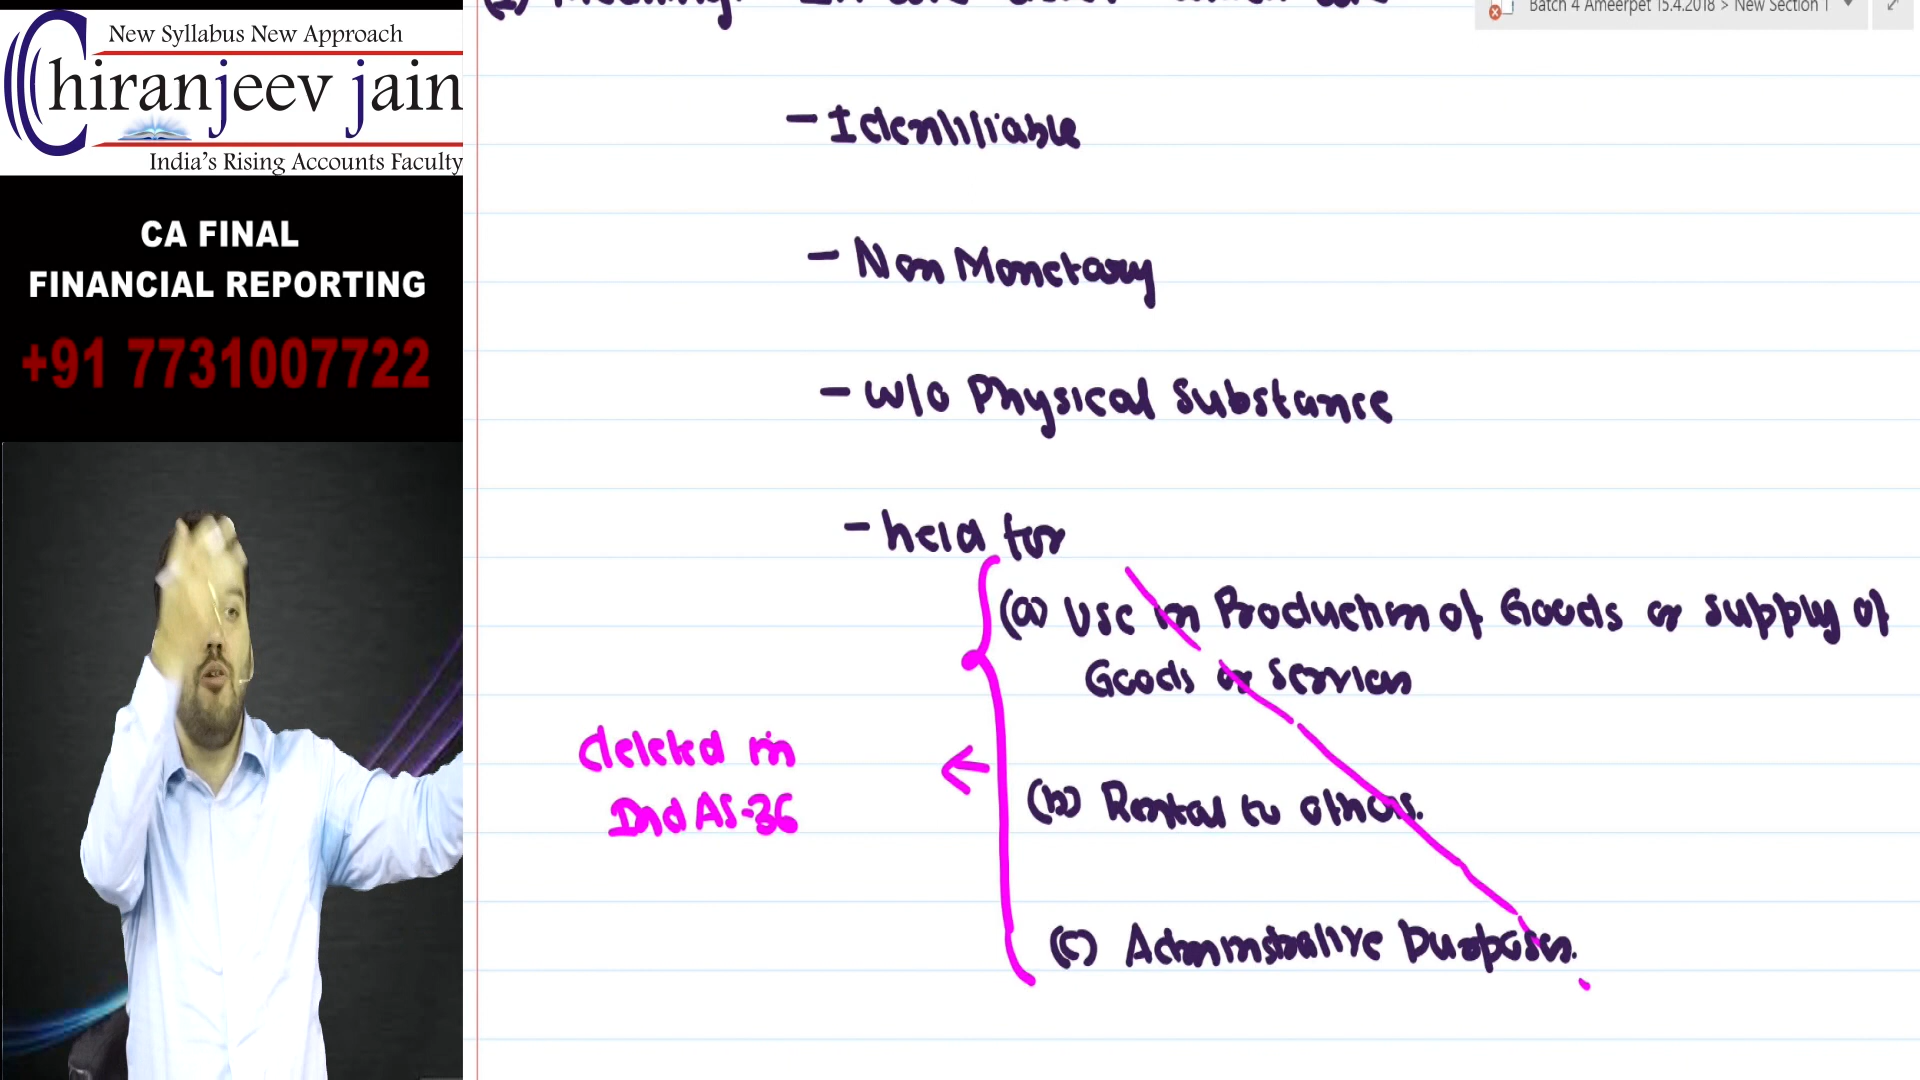 New Syllabus New Approach
Chiranjeev jain
India's Rising Accounts Faculty
CA FINAL
FINANCIAL REPORTING
+91 7731007722
Batch 4 Ameerpet 15.4.2018 > New Section 1
- Identifiable
- Non Monetary
- w/o Physical Substance
- held for
(a) Use in Production of Goods or Supply of
Goods or Services
(b) Rental to others.
(c) Administrative Purposes.
deleted in
Ind AS-36